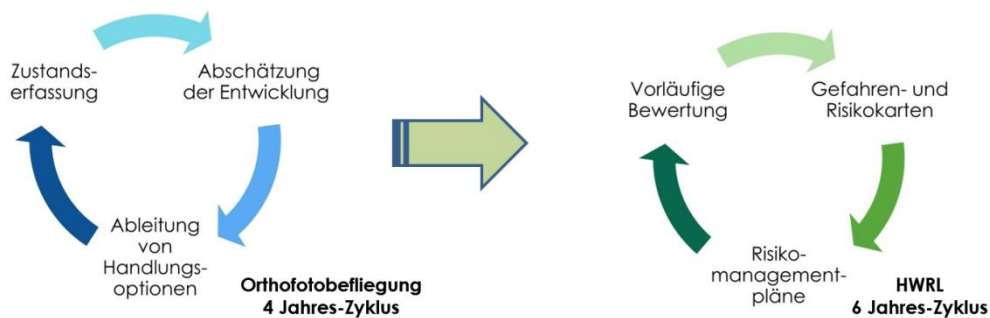 Zustands-
erfassung
Abschätzung
der Entwicklung
Ableitung
von
Handlungs-
optionen
Orthofotobefliegung
4 Jahres-Zyklus
Vorläufige
Bewertung
Gefahren- und
Risikokarten
Risiko-
management-
pläne
HWRL
6 Jahres-Zyklus